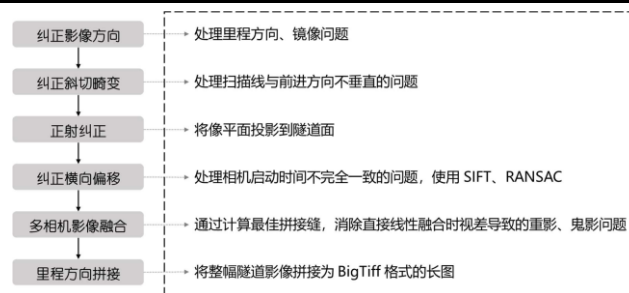 纠正影像方向
处理里程方向、镜像问题
纠正斜切畸变
处理扫描线与前进方向不垂直的问题
正射纠正
将像平面投影到隧道面
纠正横向偏移
处理相机启动时间不完全一致的问题，使用 SIFT、RANSAC
多相机影像融合
通过计算最佳拼接缝，消除直接线性融合时视差导致的重影、鬼影问题
里程方向拼接
将整幅隧道影像拼接为 BigTiff 格式的长图